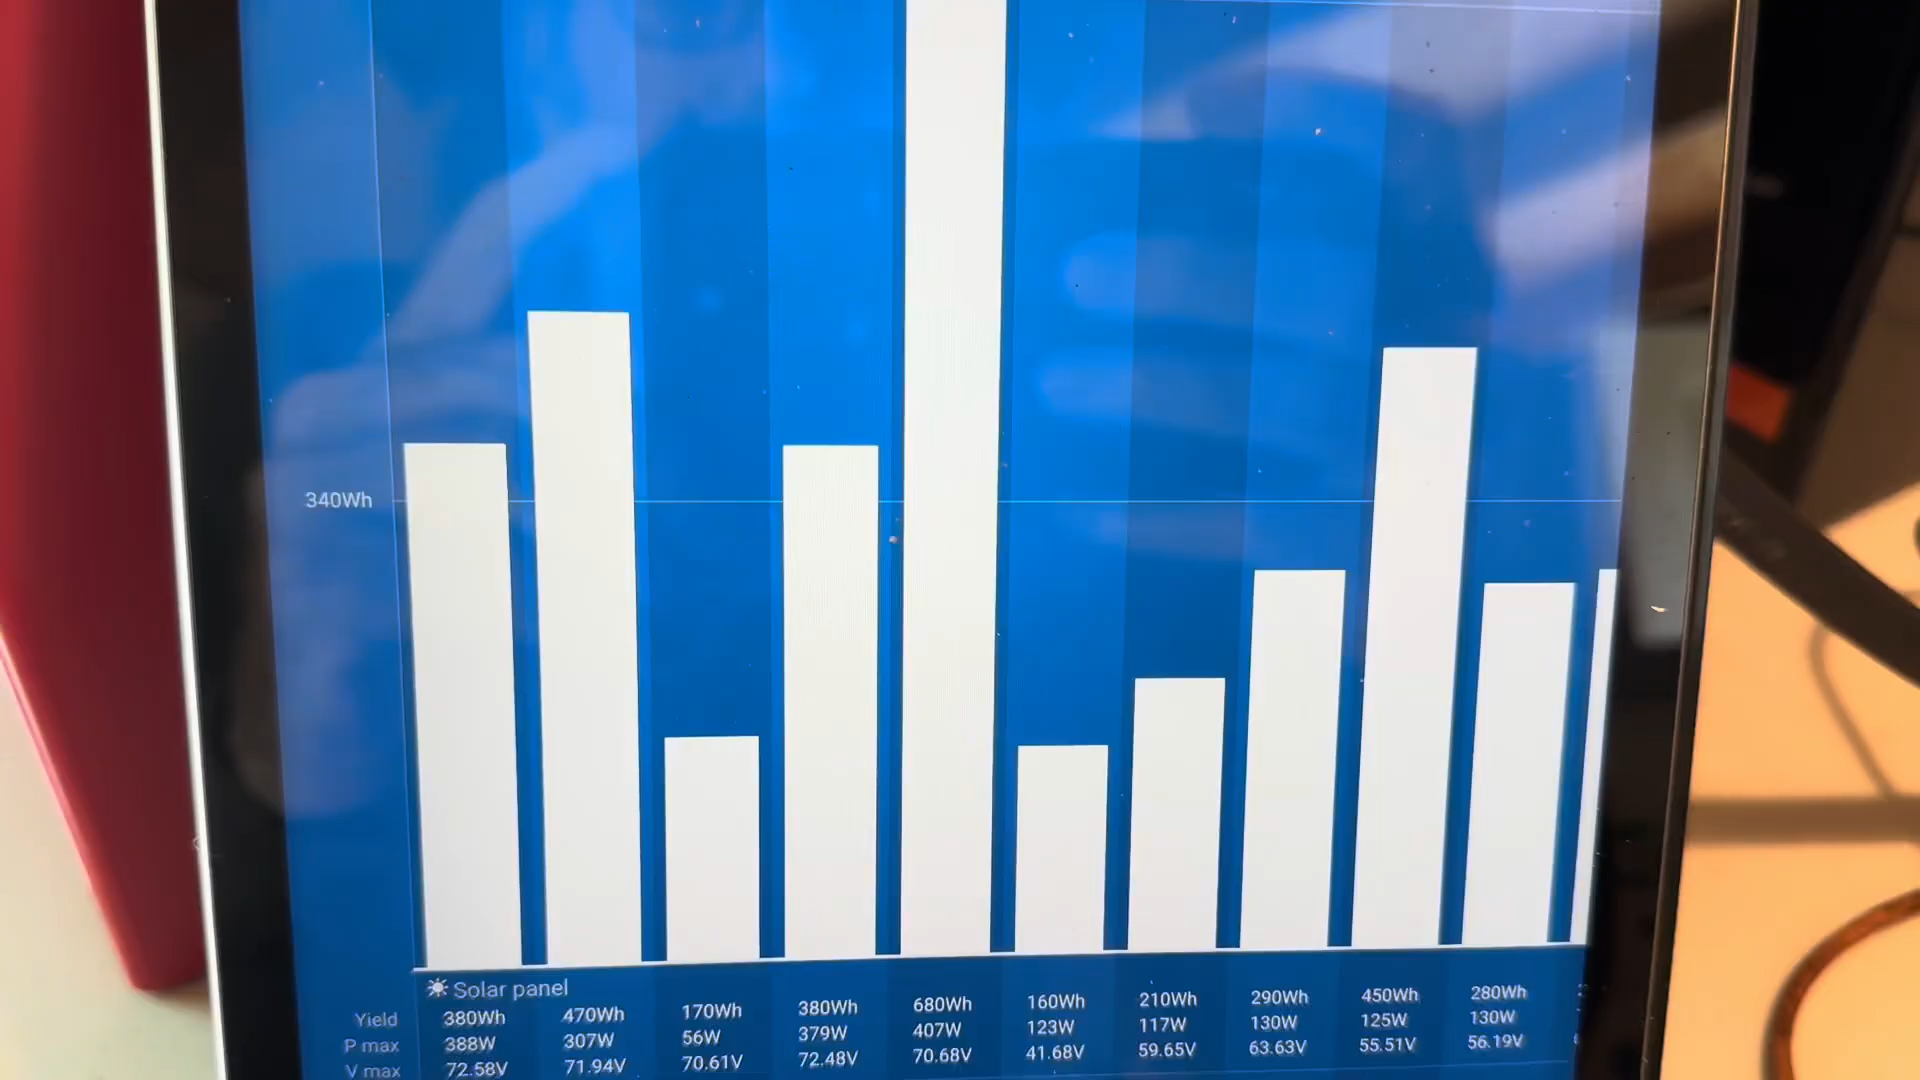 340Wh
Solar panel
Yield 380Wh 470Wh 170Wh 380Wh 680Wh 160Wh 210Wh 290Wh 450Wh 280Wh
P max 388W 307W 56W 379W 407W 123W 117W 130W 125W 130W
V max 72.58V 71.94V 70.61V 72.48V 70.68V 41.68V 59.65V 63.63V 55.51V 56.19V